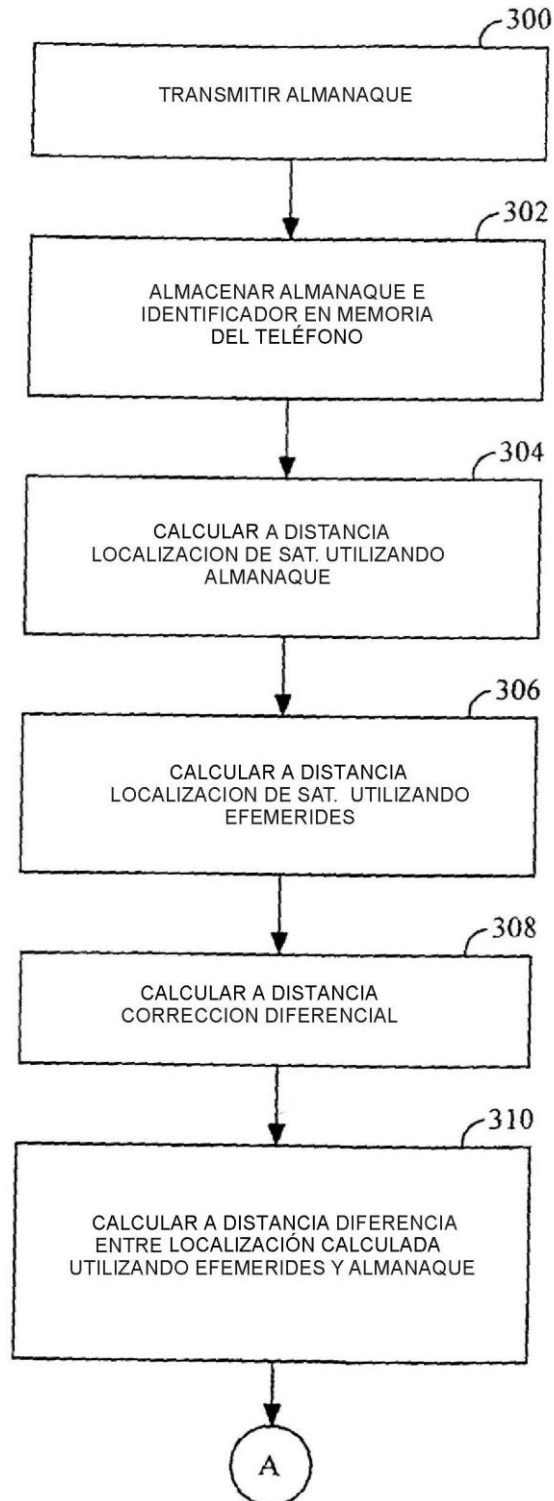 300
TRANSMITIR ALMANAQUE
302
ALMACENAR ALMANAQUE E
IDENTIFICADOR EN MEMORIA
DEL TELÉFONO
304
CALCULAR A DISTANCIA
LOCALIZACION DE SAT. UTILIZANDO
ALMANAQUE
306
CALCULAR A DISTANCIA
LOCALIZACION DE SAT. UTILIZANDO
EFEMERIDES
308
CALCULAR A DISTANCIA
CORRECCION DIFERENCIAL
310
CALCULAR A DISTANCIA DIFERENCIA
ENTRE LOCALIZACIÓN CALCULADA
UTILIZANDO EFEMERIDES Y ALMANAQUE
A